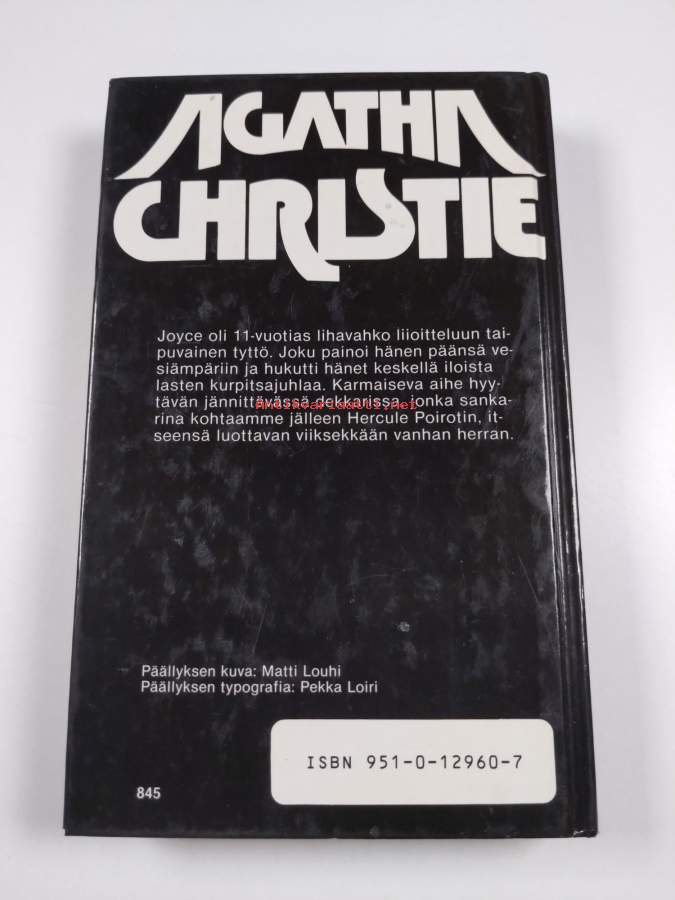 AGATHA
CHRISTIE
Joyce oli 11-vuotias lihavahko liioitteluun tai-
puvainen tyttö. Joku painoi hänen päänsä ve-
siämpäriin ja hukutti hänet keskellä iloista
lasten kurpitsajuhlaa. Karmaiseva aihe hyy-
tävän jännittävässä dekkarissa, jonka sanka-
Antikvariaatti.net
rina kohtaamme jälleen Hercule Poirotin, it-
seensä luottavan viiksekkään vanhan herran.
Päällyksen kuva: Matti Louhi
Päällyksen typografia: Pekka Loiri
ISBN 951-0-12960-7
845